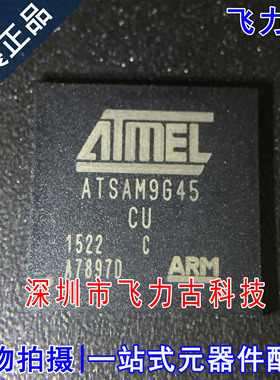 飞力
ATMEL
ATSAM9G45
CU
1522 C
A7897D ARM
深圳市飞力古科技
物拍摄/一站式元器件配